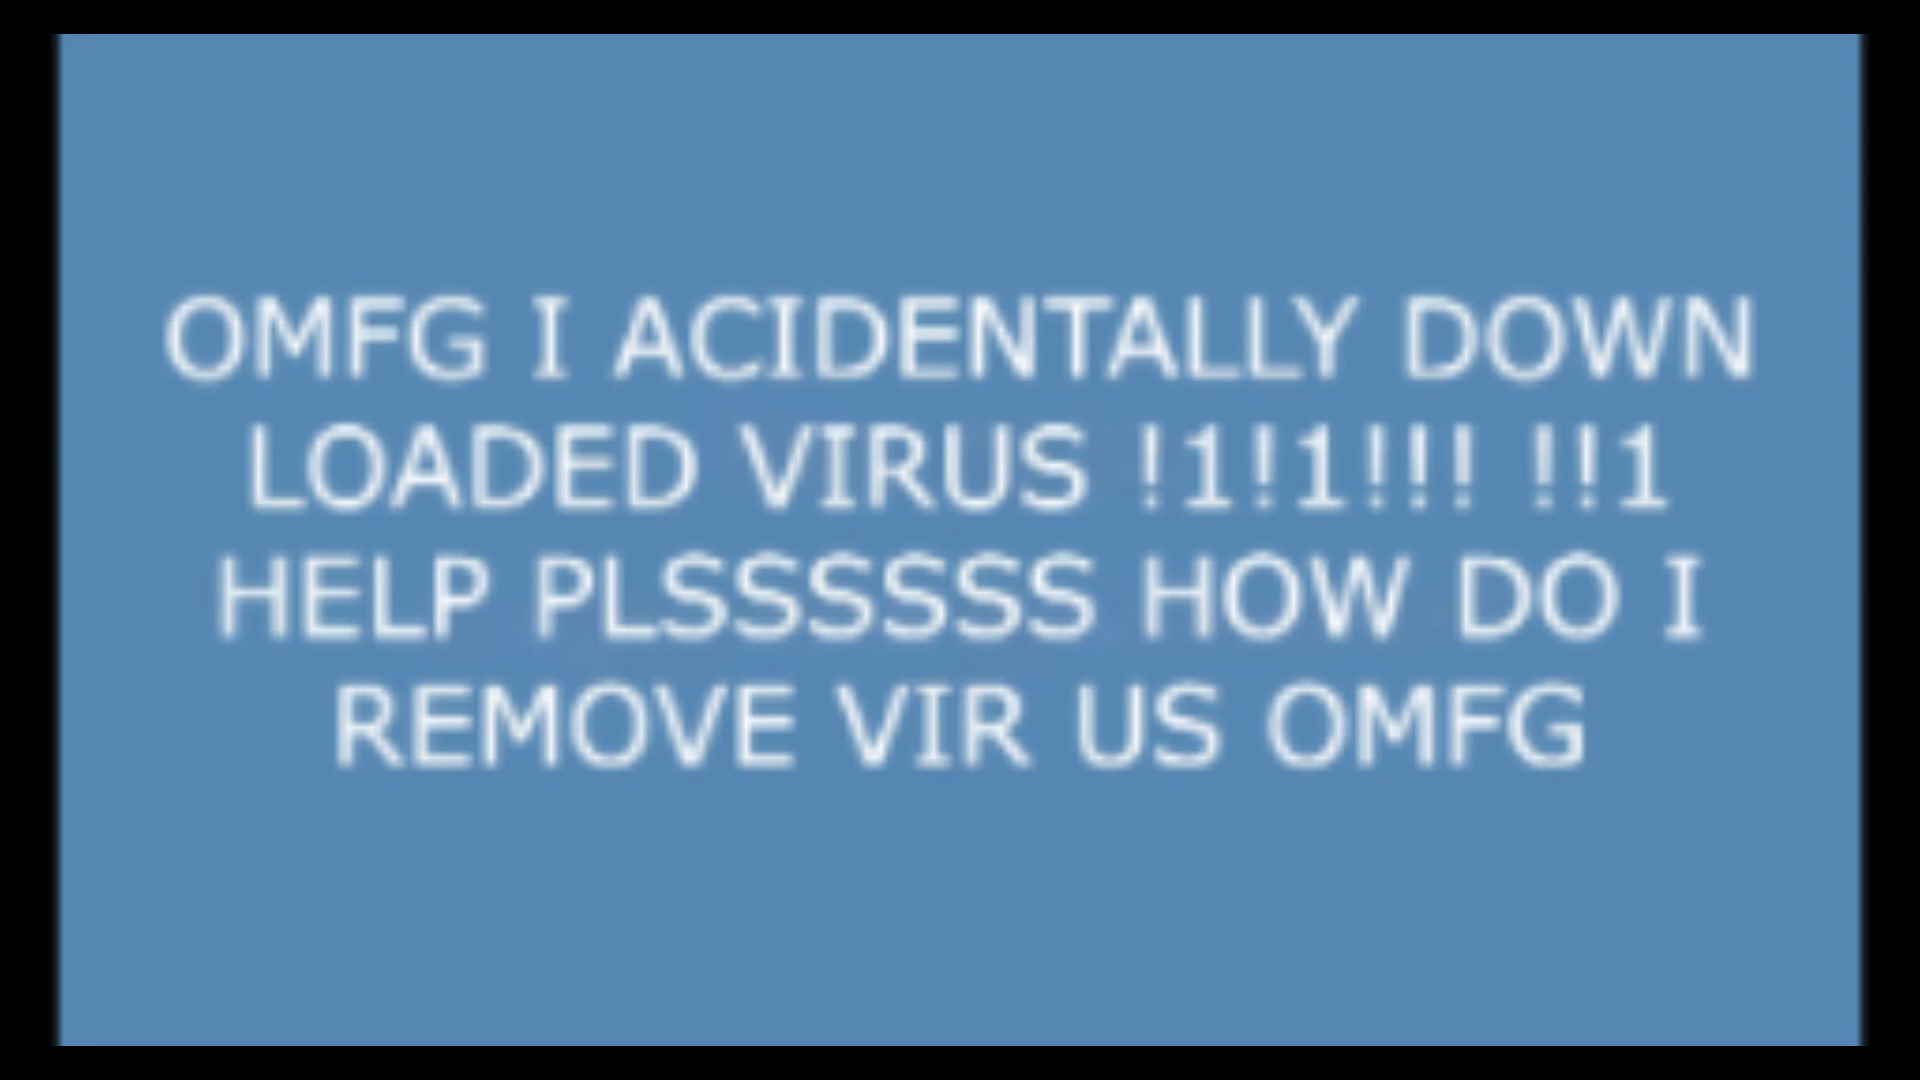 OMFG I ACIDENTALLY DOWN
LOADED VIRUS !1!1!!! !!1
HELP PLSSSSSS HOW DO I
REMOVE VIR US OMFG